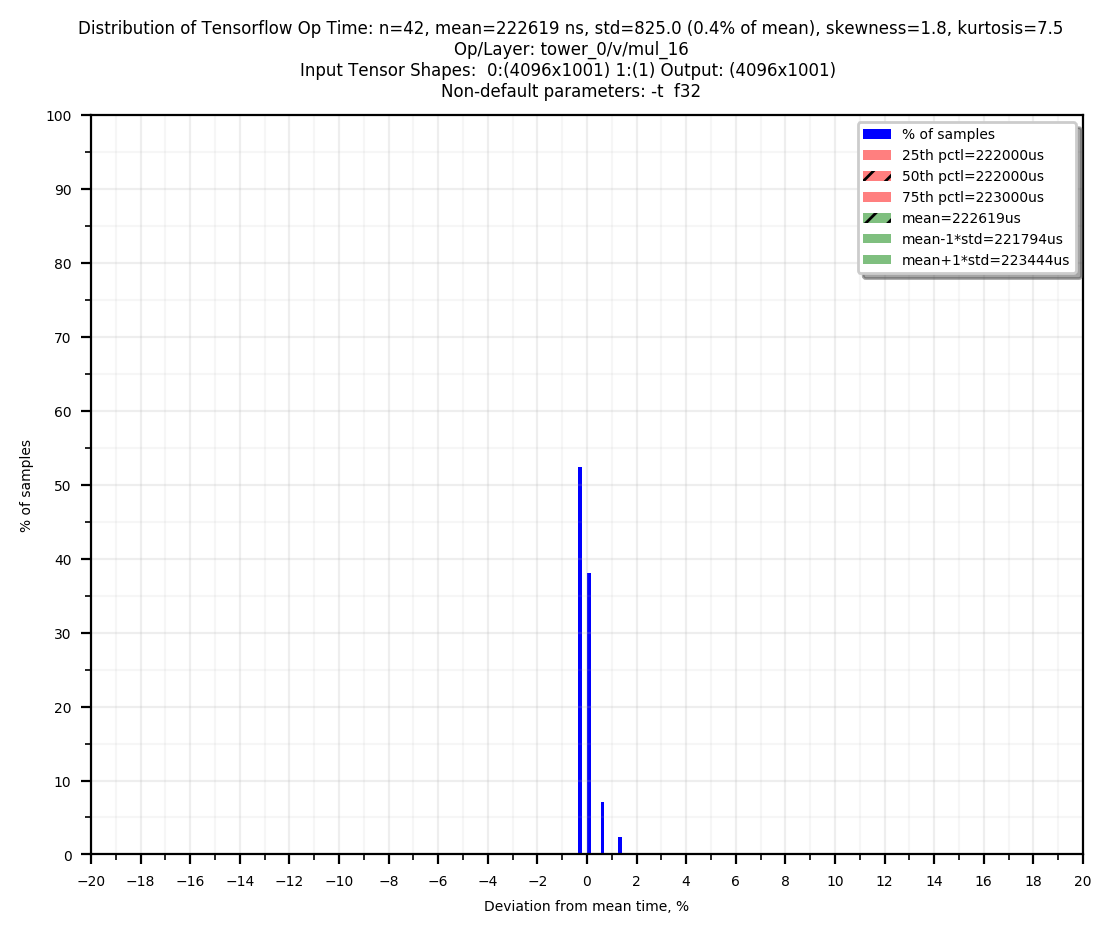 Distribution of Tensorflow Op Time: n=42, mean=222619 ns, std=825.0 (0.4% of mean), skewness=1.8, kurtosis=7.5
Op/Layer: tower_0/v/mul_16
Input Tensor Shapes:  0:(4096x1001) 1:(1) Output: (4096x1001)
Non-default parameters: -t  f32
% of samples
25th pctl=222000us
50th pctl=222000us
75th pctl=223000us
mean=222619us
mean-1*std=221794us
mean+1*std=223444us
100
90
80
70
60
50
40
30
20
10
0
% of samples
−20 −18 −16 −14 −12 −10 −8 −6 −4 −2 0 2 4 6 8 10 12 14 16 18 20
Deviation from mean time, %